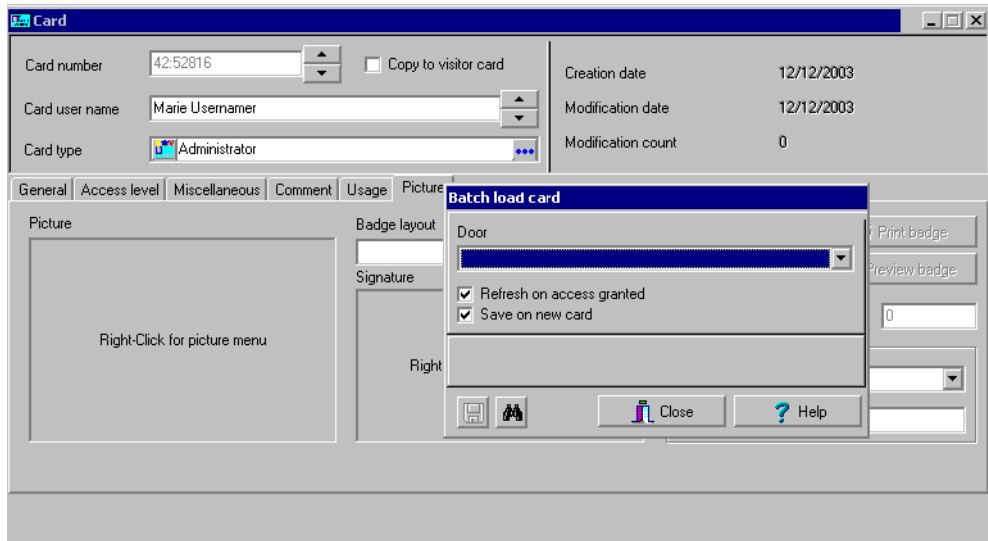 Card
Card number 42:52816 Copy to visitor card
Card user name Marie Usernamer
Card type Administrator
Creation date 12/12/2003
Modification date 12/12/2003
Modification count 0
General Access level Miscellaneous Comment Usage Picture
Picture
Right-Click for picture menu
Badge layout
Signature
Right
Batch load card
Door
Refresh on access granted
Save on new card
Close Help
Print badge
Preview badge
0